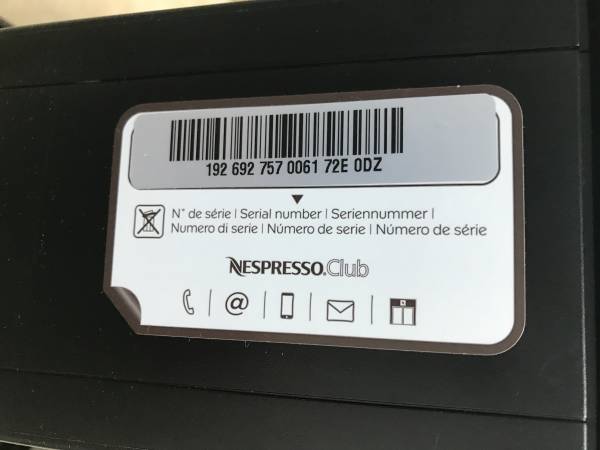 192 692 757 0061 72E 0DZ
N° de série | Serial number | Seriennummer |
Numero di serie | Número de serie | Número de série
NESPRESSO.Club
@